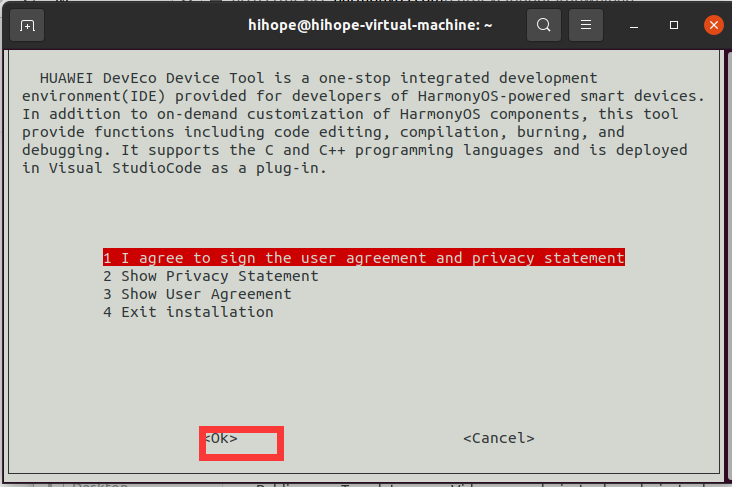 hihope@hihope-virtual-machine: ~
HUAWEI DevEco Device Tool is a one-stop integrated development
environment(IDE) provided for developers of HarmonyOS-powered smart devices.
In addition to on-demand customization of HarmonyOS components, this tool
provide functions including code editing, compilation, burning, and
debugging. It supports the C and C++ programming languages and is deployed
in Visual StudioCode as a plug-in.
1 I agree to sign the user agreement and privacy statement
2 Show Privacy Statement
3 Show User Agreement
4 Exit installation
<Ok> <Cancel>